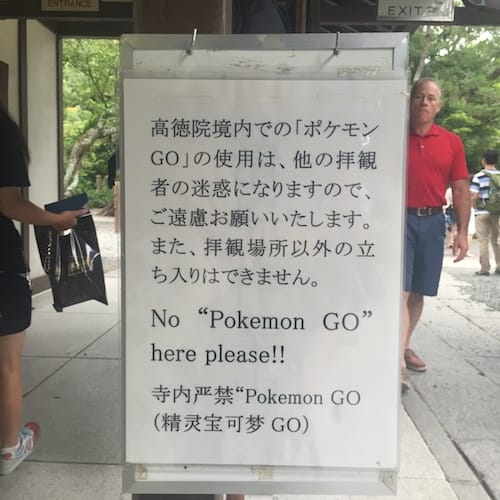 ENTRANCE
EXIT
高徳院境内での「ポケモン
GO」の使用は、他の拝観
者の迷惑になりますので、
ご遠慮お願いいたします。
また、拝観場所以外の立
ち入りはできません。
No “Pokemon GO”
here please!!
寺内严禁“Pokemon GO
（精灵宝可梦 GO）